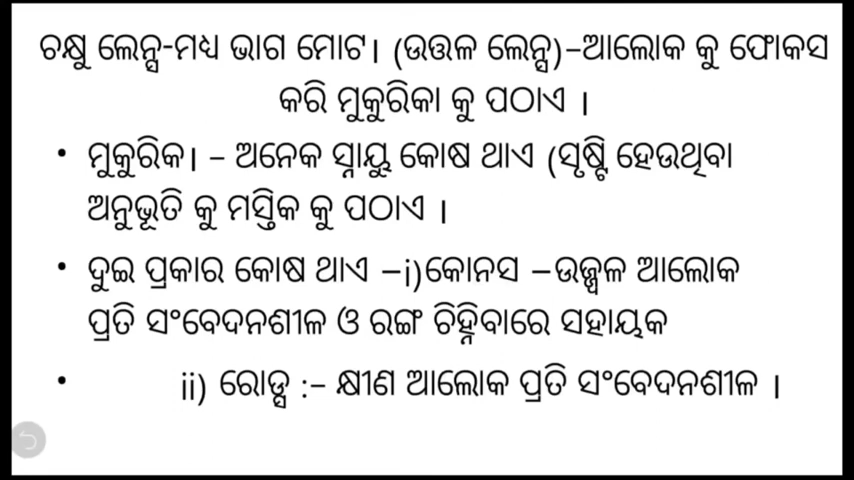 ଚକ୍ଷୁ ଲେନ୍ସ-ମଧ୍ୟ ଭାଗ ମୋଟ। (ଉତ୍ତଳ ଲେନ୍ସ)–ଆଲୋକ କୁ ଫୋକସ
କରି ମୁକୁରିକା କୁ ପଠାଏ ।
• ମୁକୁରିକ। – ଅନେକ ସ୍ନାୟୁ କୋଷ ଥାଏ (ସୃଷ୍ଟି ହେଉଥିବା
ଅନୁଭୂତି କୁ ମସ୍ତିକ କୁ ପଠାଏ ।
• ଦୁଇ ପ୍ରକାର କୋଷ ଥାଏ –i)କୋନସ –ଉଜ୍ଜ୍ବଳ ଆଲୋକ
ପ୍ରତି ସଂବେଦନଶୀଳ ଓ ରଙ୍ଗ ଚିହ୍ନିବାରେ ସହାୟକ
• ii) ରୋଡ୍ସ :– କ୍ଷୀଣ ଆଲୋକ ପ୍ରତି ସଂବେଦନଶୀଳ ।